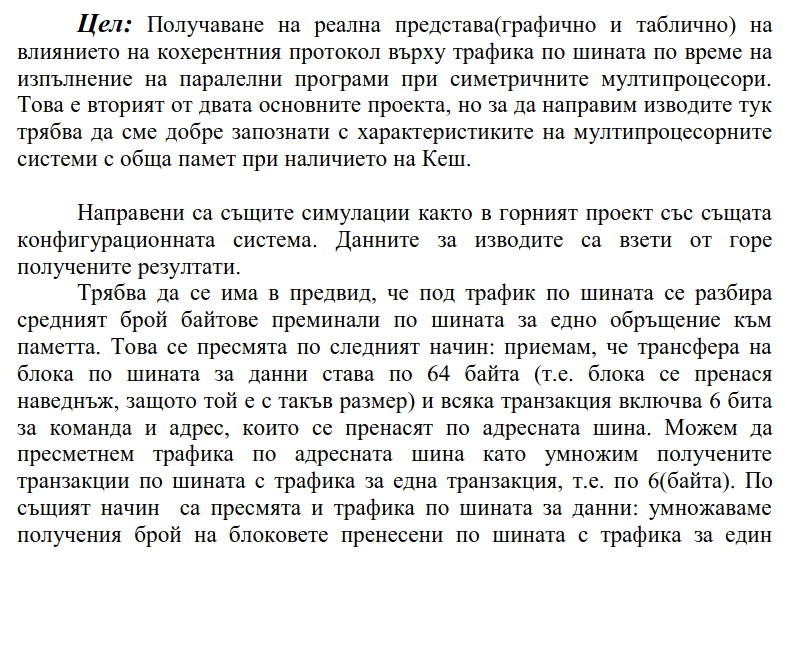 Цел: Получаване на реална представа(графично и таблично) на
влиянието на кохерентния протокол върху трафика по шината по време на
изпълнение на паралелни програми при симетричните мултипроцесори.
Това е вторият от двата основните проекта, но за да направим изводите тук
трябва да сме добре запознати с характеристиките на мултипроцесорните
системи с обща памет при наличието на Кеш.
Направени са същите симулации както в горният проект със същата
конфигурационната система. Данните за изводите са взети от горе
получените резултати.
Трябва да се има в предвид, че под трафик по шината се разбира
средният брой байтове преминали по шината за едно обръщение към
паметта. Това се пресмята по следният начин: приемам, че трансфера на
блока по шината за данни става по 64 байта (т.е. блока се пренася
наведнъж, защото той е с такъв размер) и всяка транзакция включва 6 бита
за команда и адрес, които се пренасят по адресната шина. Можем да
пресметнем трафика по адресната шина като умножим получените
транзакции по шината с трафика за една транзакция, т.е. по 6(байта). По
същият начин са пресмята и трафика по шината за данни: умножаваме
получения брой на блоковете пренесени по шината с трафика за един